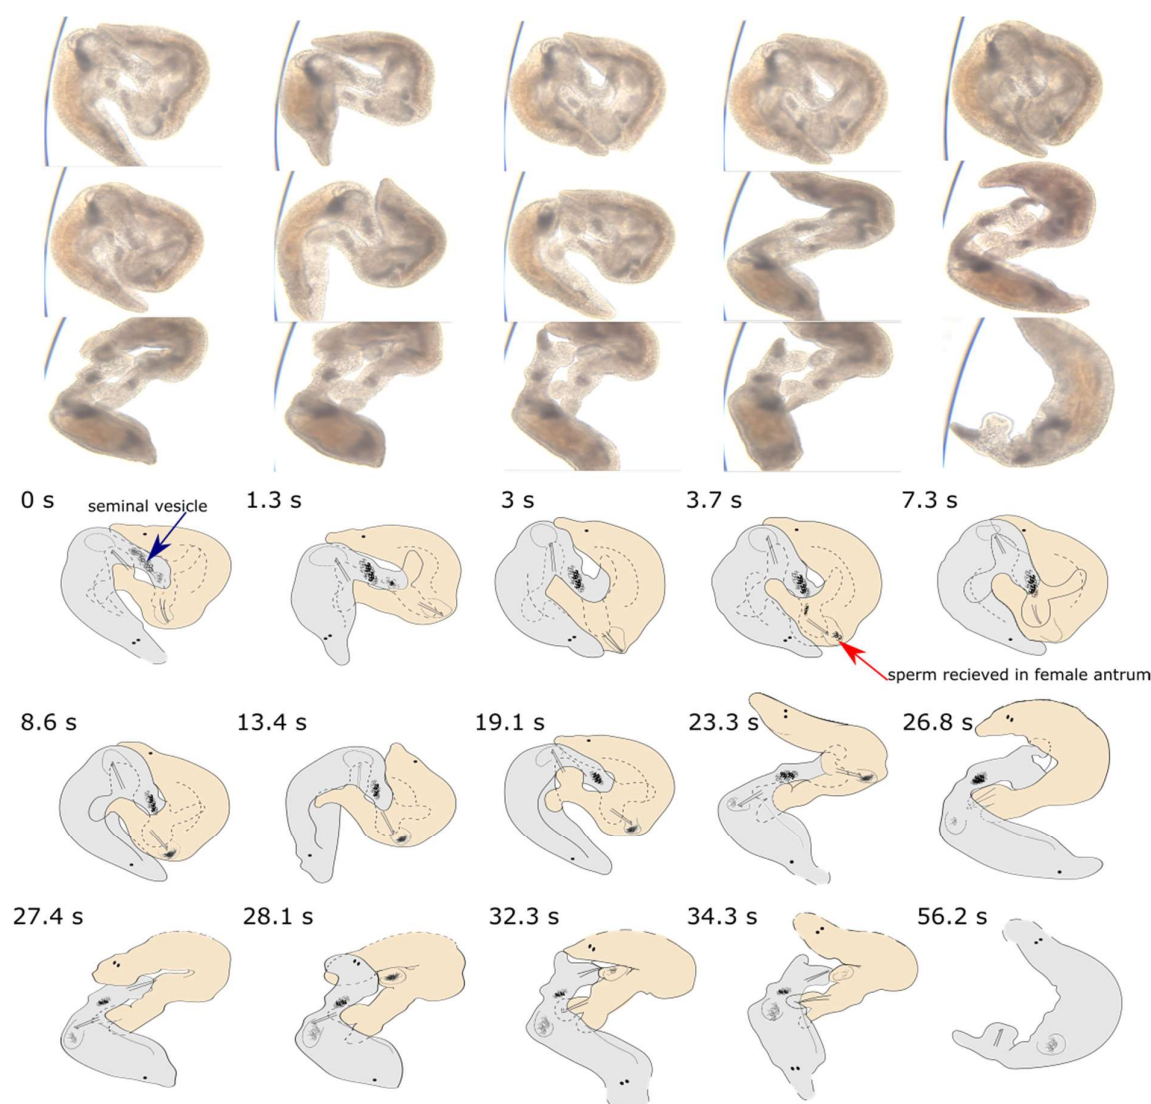 0 s
1.3 s
3 s
3.7 s
7.3 s
seminal vesicle
sperm recieved in female antrum
8.6 s
13.4 s
19.1 s
23.3 s
26.8 s
27.4 s
28.1 s
32.3 s
34.3 s
56.2 s